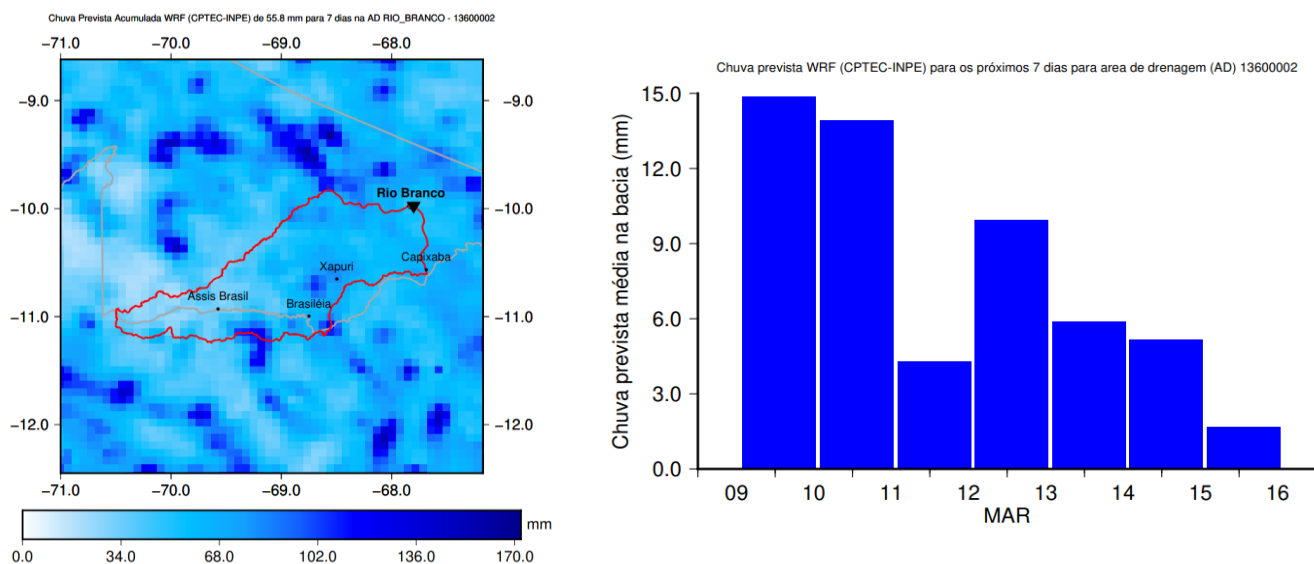 Chuva Prevista Acumulada WRF (CPTEC-INPE) de 55.8 mm para 7 dias na AD RIO_BRANCO - 13600002
−71.0 −70.0 −69.0 −68.0
−9.0 −9.0
−10.0 −10.0
−11.0 −11.0
−12.0 −12.0
Rio Branco
Capixaba
Xapuri
Assis Brasil
Brasiléia
−71.0 −70.0 −69.0 −68.0
mm
0.0 34.0 68.0 102.0 136.0 170.0
Chuva prevista WRF (CPTEC-INPE) para os próximos 7 dias para area de drenagem (AD) 13600002
Chuva prevista média na bacia (mm)
15.0
12.0
9.0
6.0
3.0
0.0
09 10 11 12 13 14 15 16
MAR